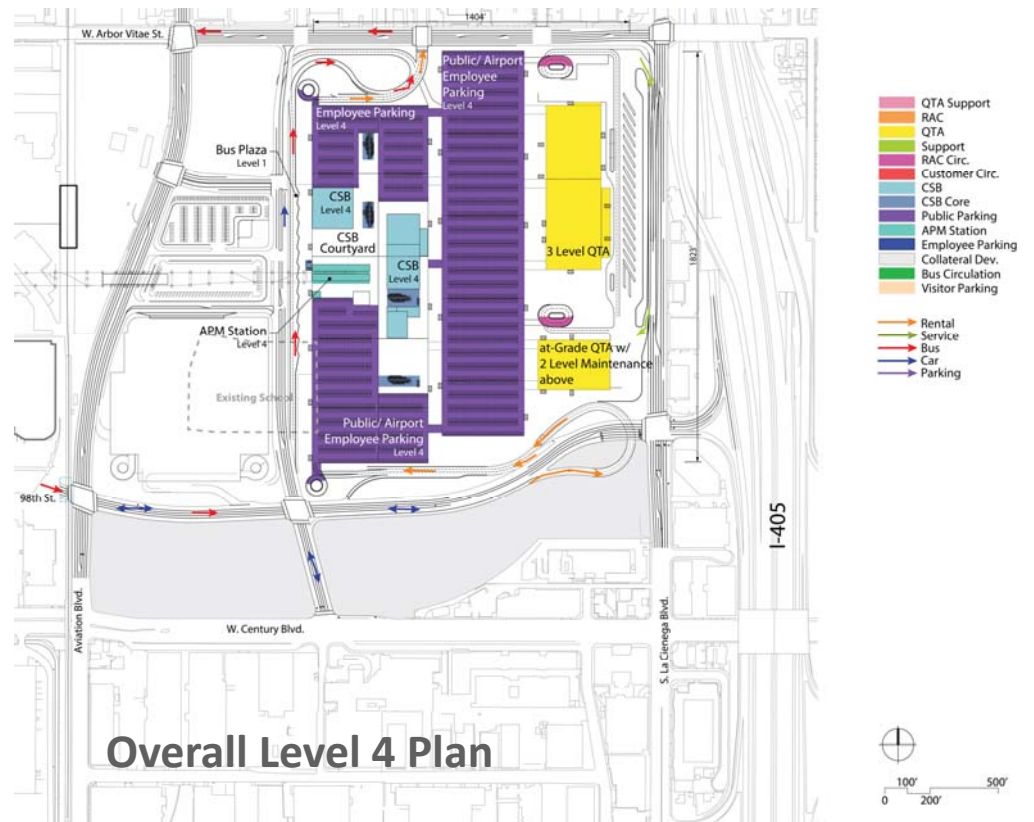 1404'
W. Arbor Vitae St.
Public/ Airport
Employee
Parking
Level 4
Employee Parking
Level 4
Bus Plaza
Level 1
CSB
Level 4
CSB
Courtyard
3 Level QTA
1823'
CSB
Level 4
APM Station
Level 4
at-Grade QTA w/
2 Level Maintenance
above
Existing School
Public/ Airport
Employee Parking
Level 4
98th St.
I-405
Aviation Blvd.
W. Century Blvd.
S. La Cienega Blvd.
Overall Level 4 Plan
QTA Support
RAC
QTA
Support
RAC Circ.
Customer Circ.
CSB
CSB Core
Public Parking
APM Station
Employee Parking
Collateral Dev.
Bus Circulation
Visitor Parking
Rental
Service
Bus
Car
Parking
100'
500'
0
200'